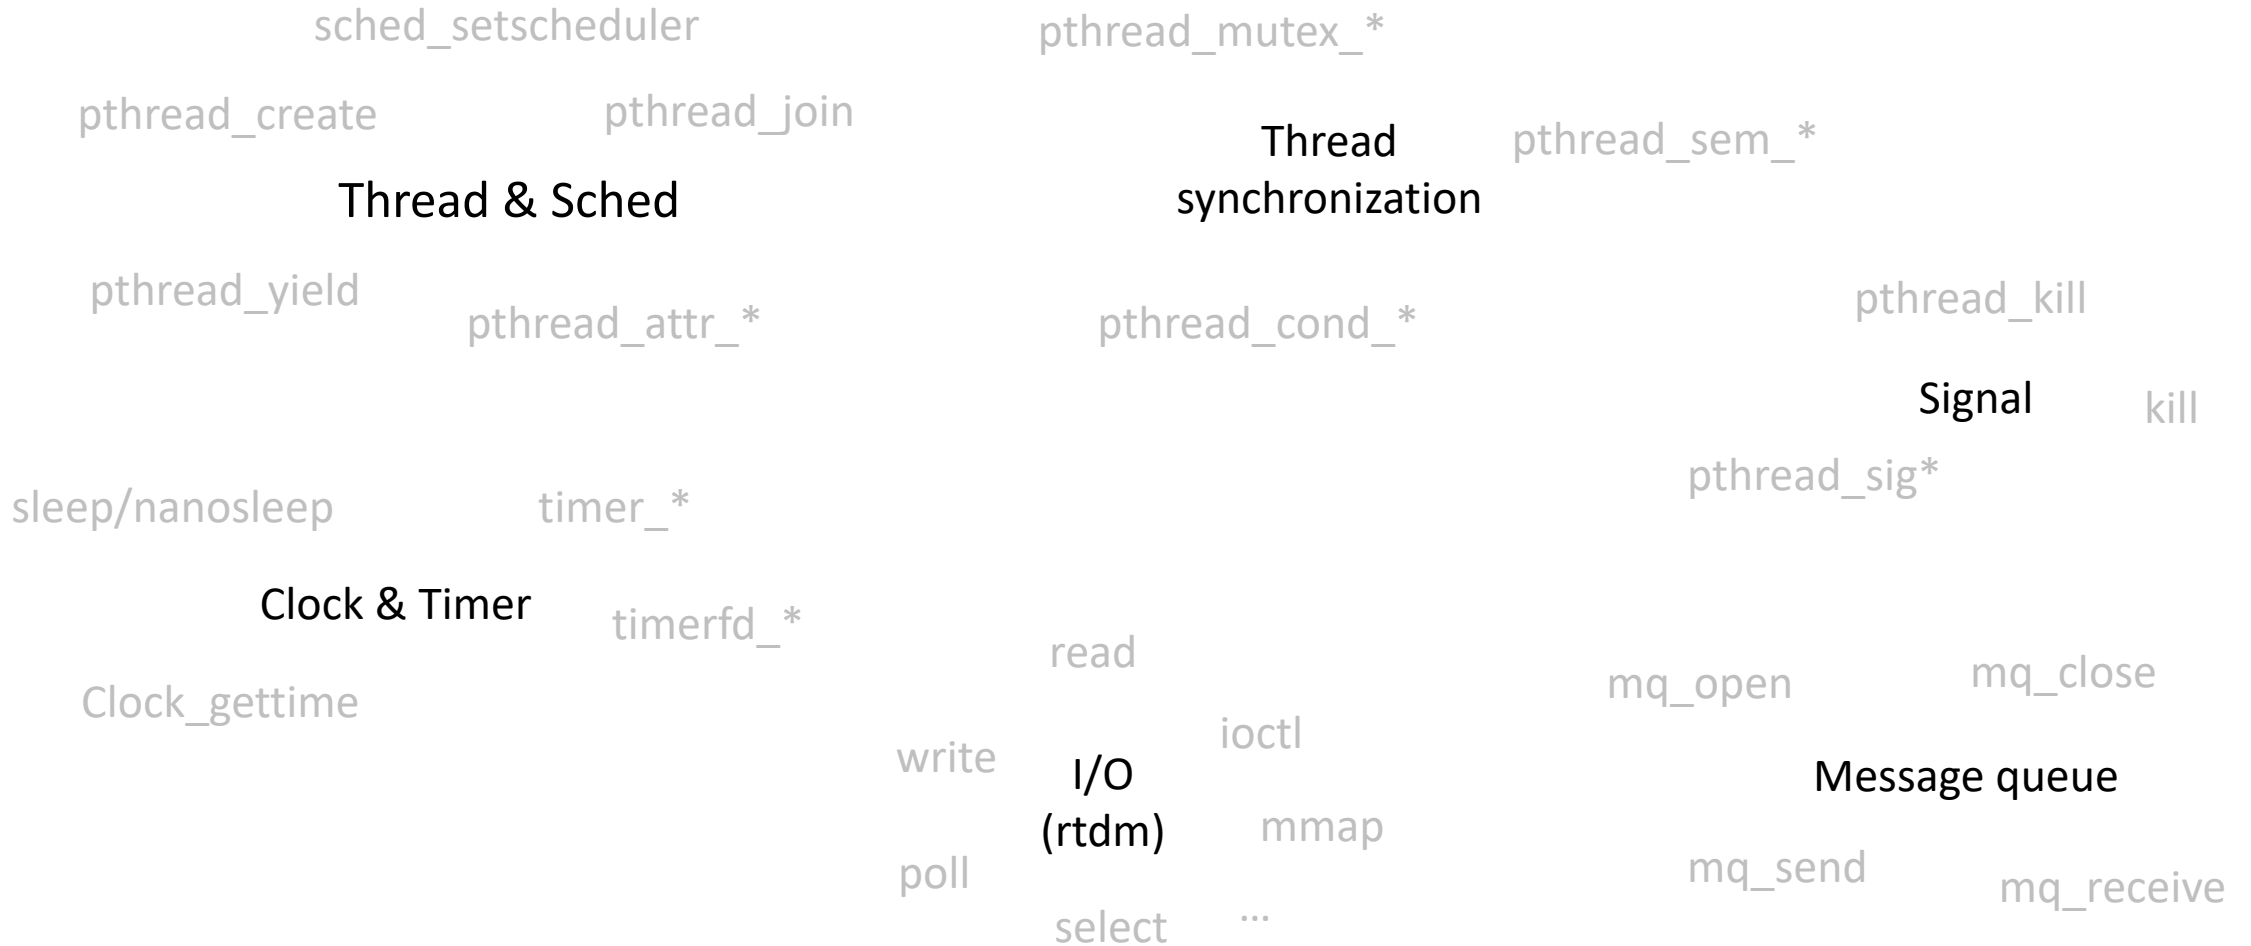 sched_setscheduler
pthread_mutex_*
pthread_create
pthread_join
Thread
synchronization
pthread_sem_*
Thread & Sched
pthread_yield
pthread_attr_*
pthread_cond_*
pthread_kill
Signal
kill
pthread_sig*
sleep/nanosleep
timer_*
Clock & Timer
timerfd_*
Clock_gettime
read
write
ioctl
I/O
(rtdm)
mmap
poll
select
...
mq_open
mq_close
Message queue
mq_send
mq_receive